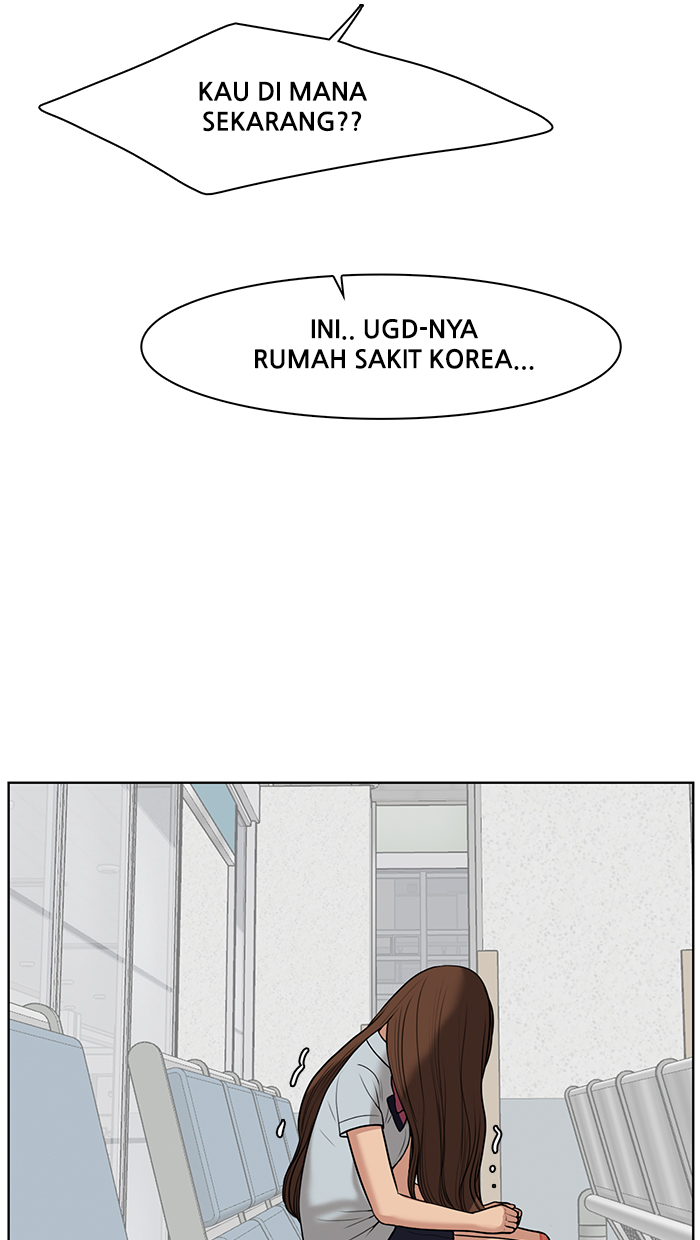 KAU DI MANA
SEKARANG??
INI.. UGD-NYA
RUMAH SAKIT KOREA...